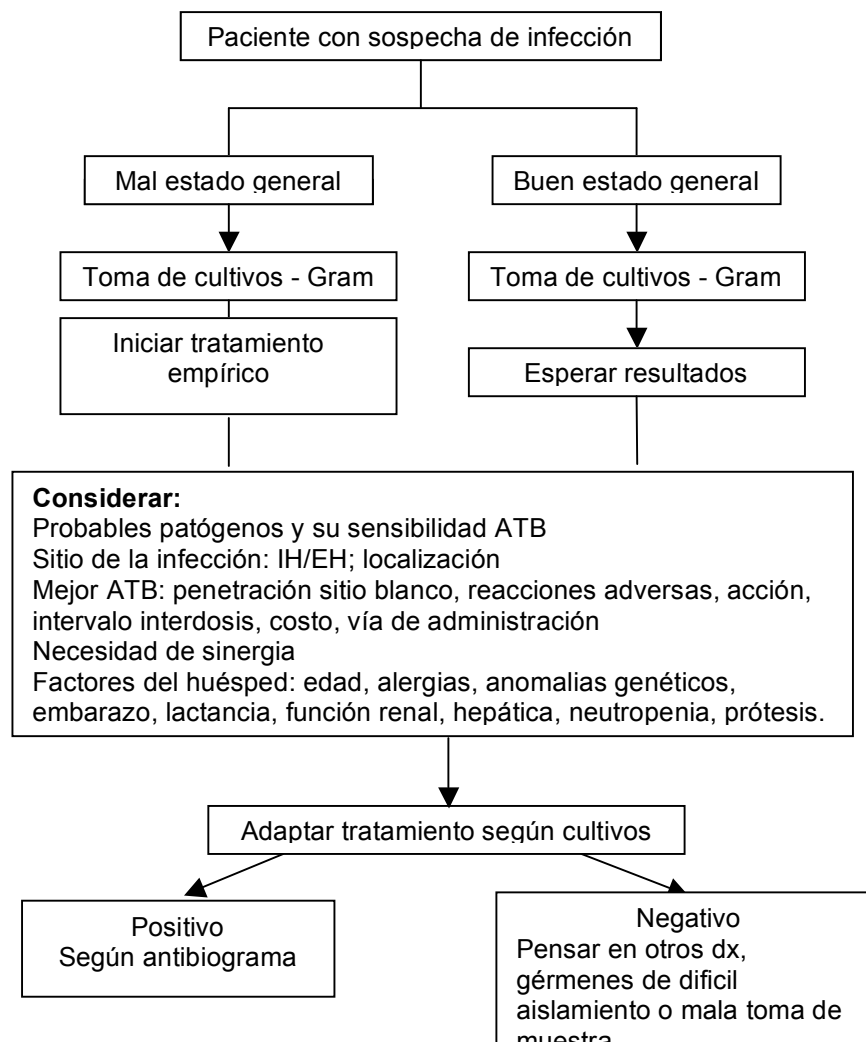 Paciente con sospecha de infección
Mal estado general
Buen estado general
Toma de cultivos - Gram
Toma de cultivos - Gram
Iniciar tratamiento
empírico
Esperar resultados
Considerar:
Probables patógenos y su sensibilidad ATB
Sitio de la infección: IH/EH; localización
Mejor ATB: penetración sitio blanco, reacciones adversas, acción,
intervalo interdosis, costo, vía de administración
Necesidad de sinergia
Factores del huésped: edad, alergias, anomalias genéticos,
embarazo, lactancia, función renal, hepática, neutropenia, prótesis.
Adaptar tratamiento según cultivos
Positivo
Según antibiograma
Negativo
Pensar en otros dx,
gérmenes de dificil
aislamiento o mala toma de
muestra